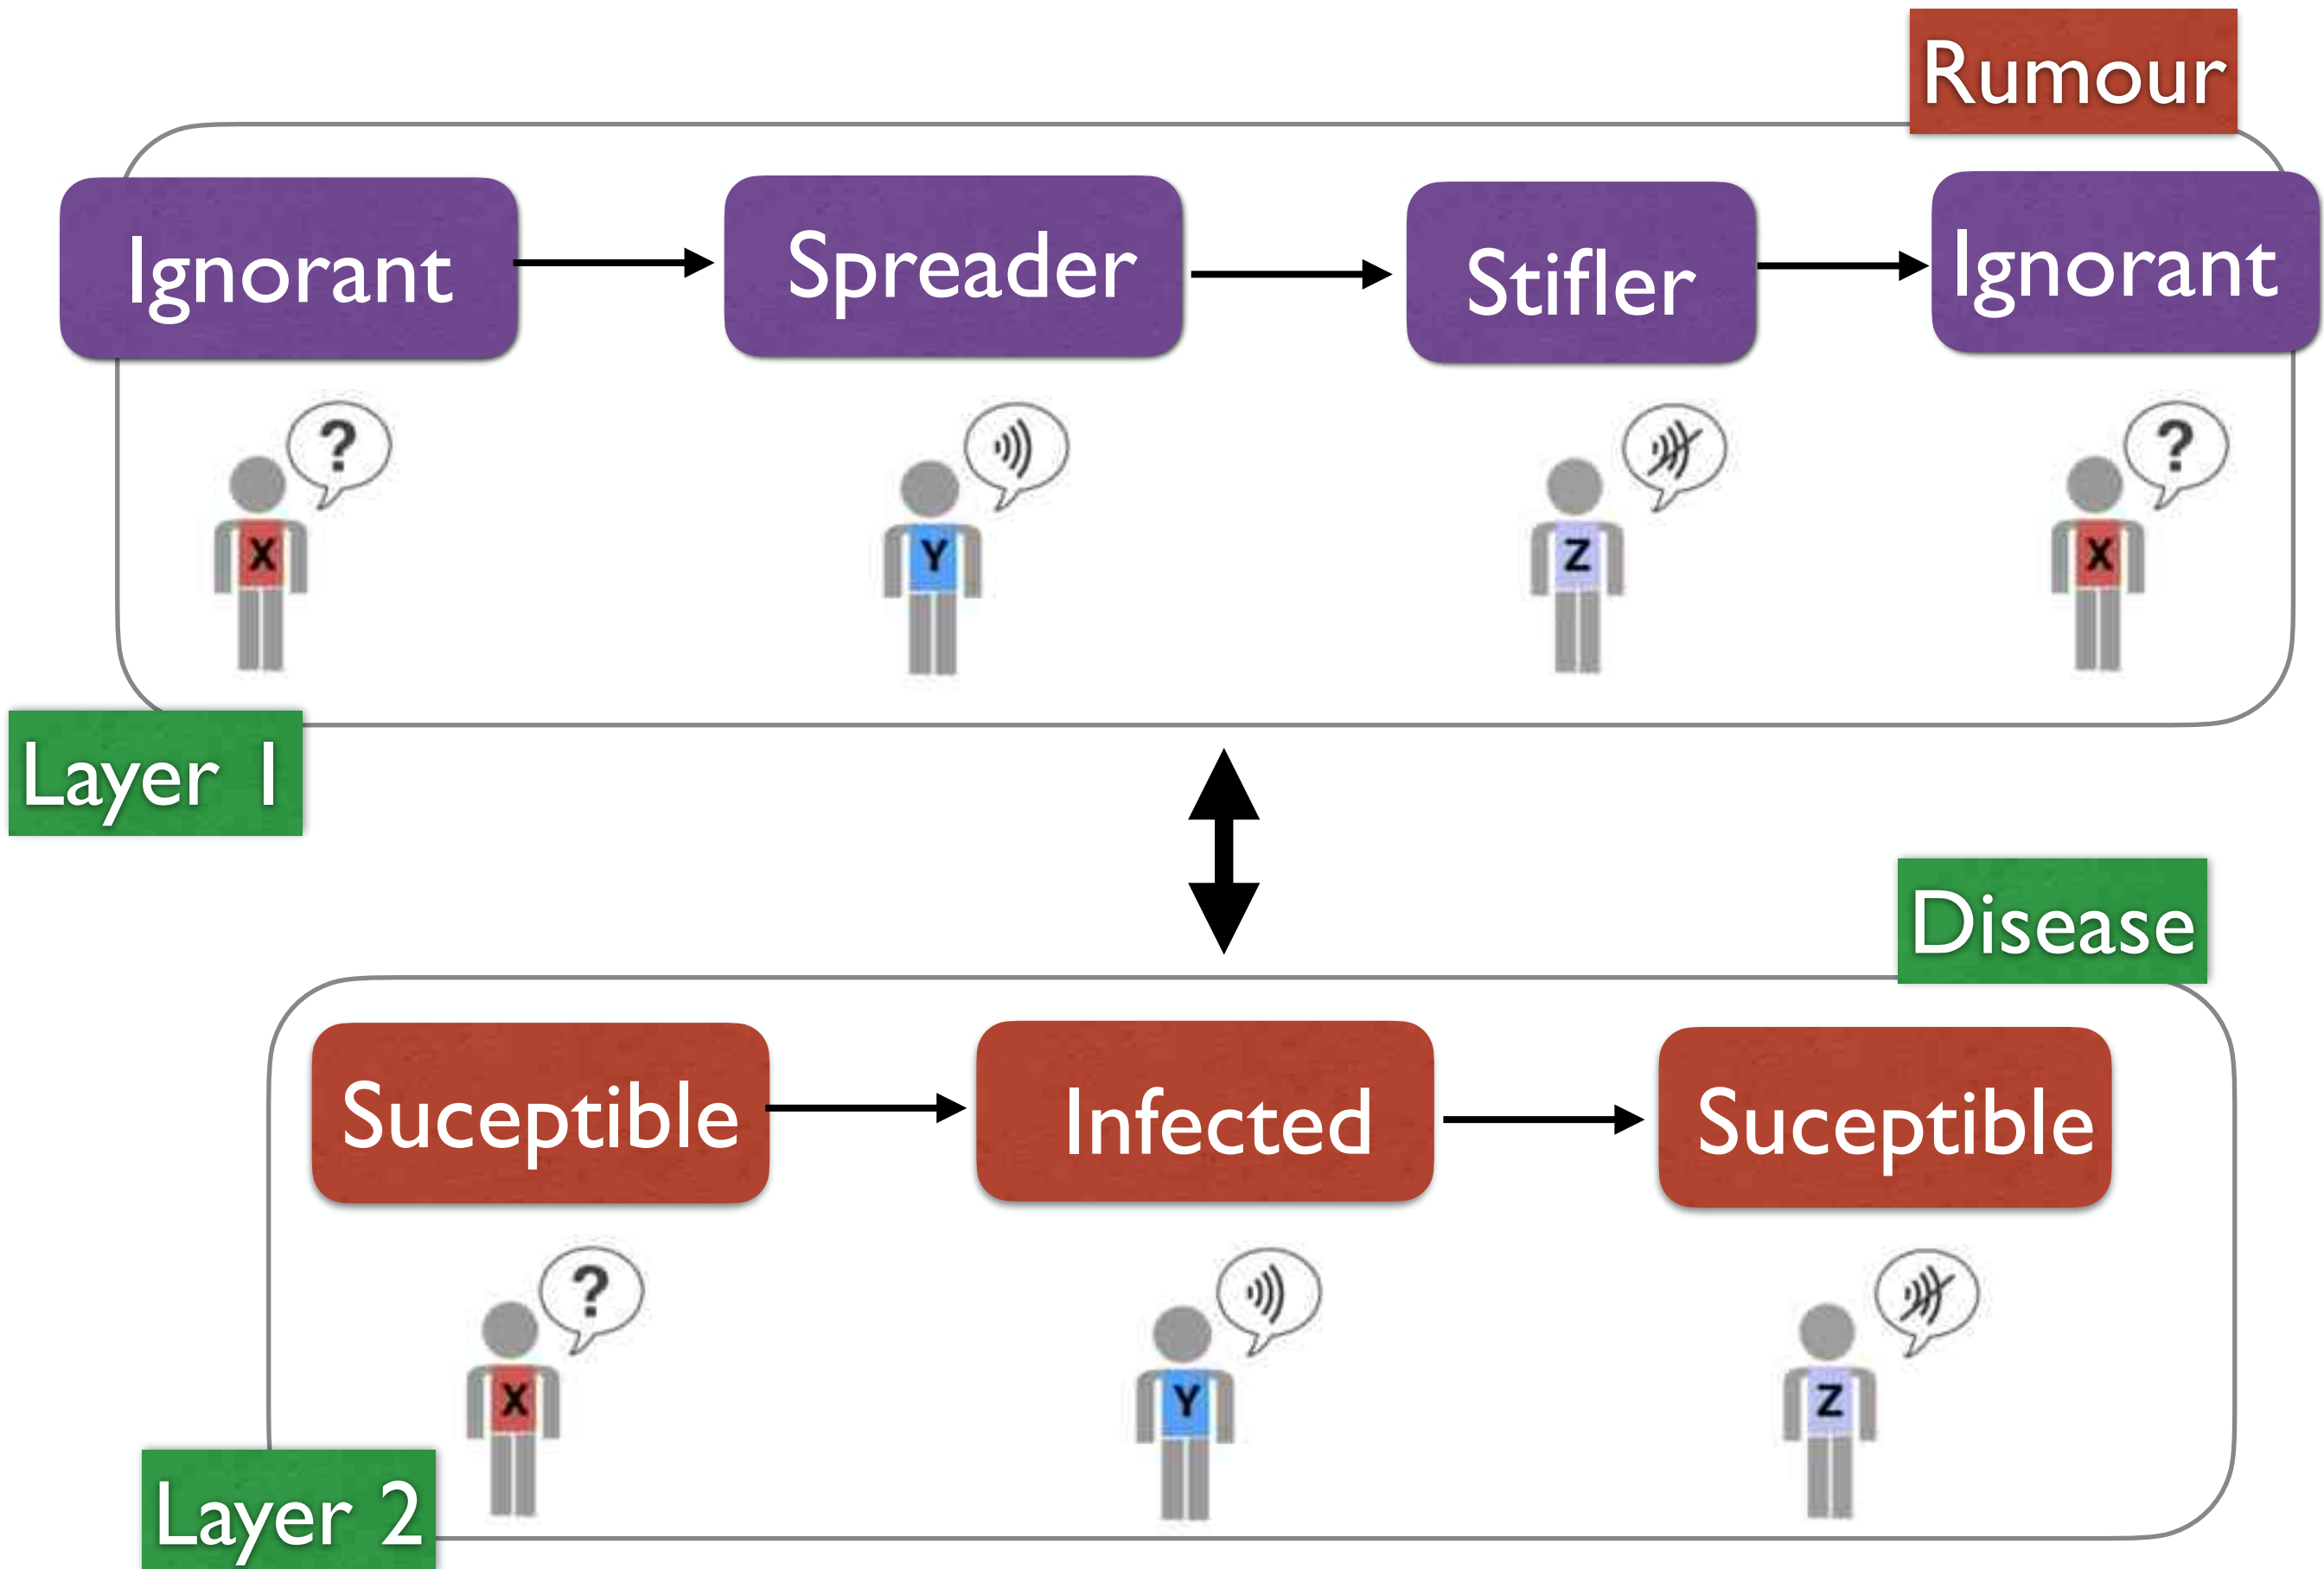 Rumour
Ignorant
Spreader
Stifler
Ignorant
?
?
X
Y
Z
X
Layer 1
Disease
Suceptible
Infected
Suceptible
?
X
Y
Z
Layer 2